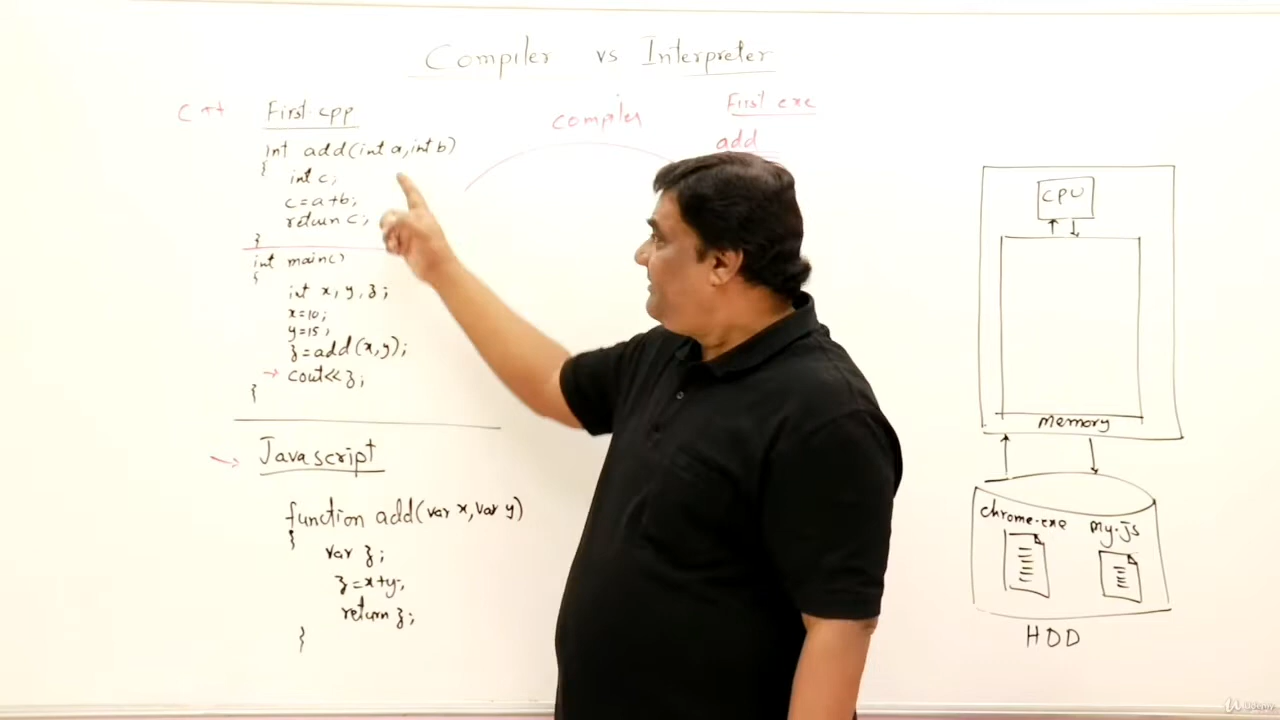 Compiler vs Interpreter
C++
First.cpp
int add(int a,int b)
{
int c;
c=a+b;
return c;
}
int main()
{
int x,y,z;
x=10;
y=15;
z=add(x,y);
→ cout<<z;
}
compiler
First exe
add
→ Javascript
function add(var x,var y)
{
var z;
z=x+y;
return z;
}
CPU
memory
chrome.exe
my.js
HDD
Udemy